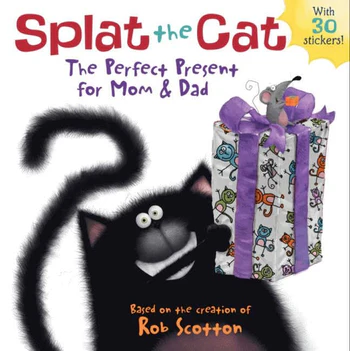 Splat the Cat
With
30
stickers!
The Perfect Present
for Mom & Dad
Based on the creation of
Rob Scotton